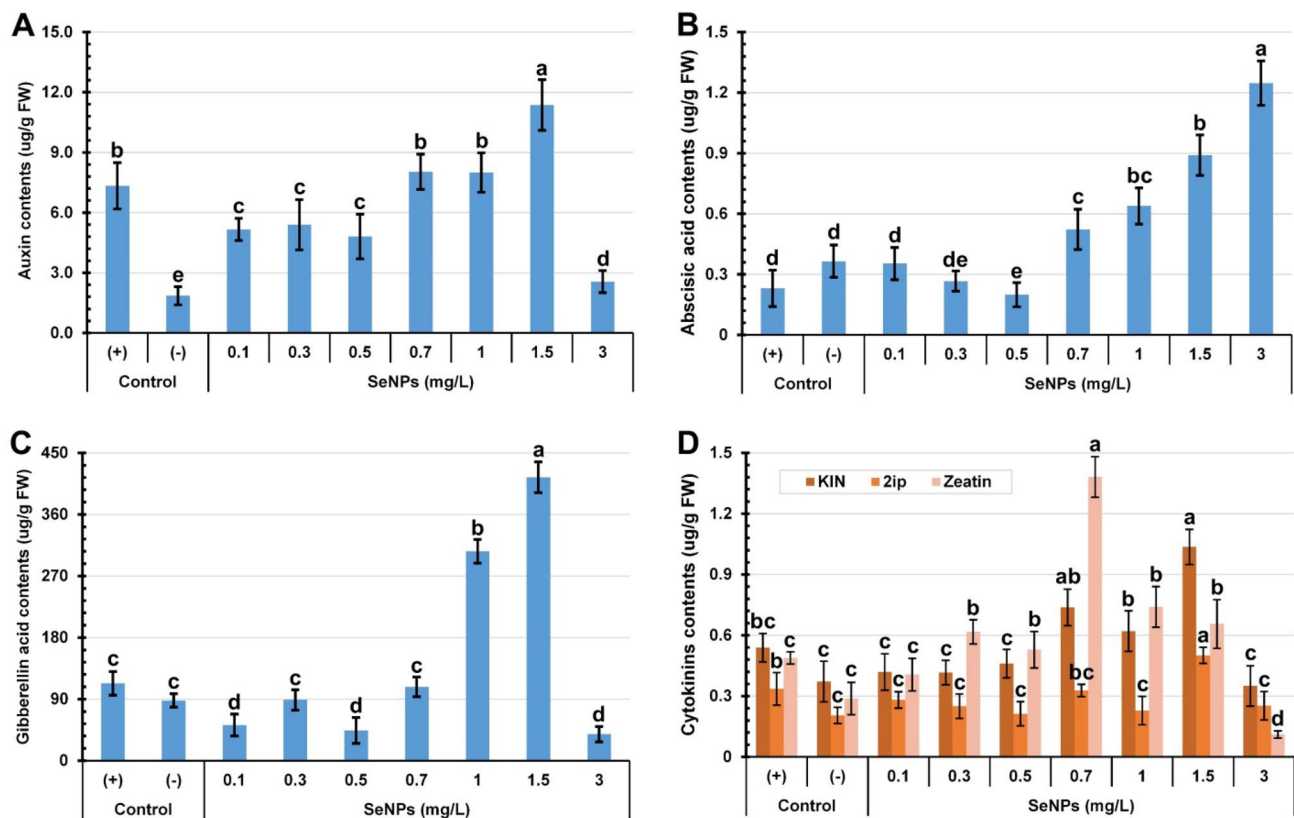 A
Auxin contents (ug/g FW)
15.0
12.0
9.0
6.0
3.0
0.0
b
e
c
c
c
b
b
a
d
(+)
(-)
0.1
0.3
0.5
0.7
1
1.5
3
Control
SeNPs (mg/L)
B
Abscisic acid contents (ug/g FW)
1.5
1.2
0.9
0.6
0.3
0
d
d
d
de
e
c
bc
b
a
(+)
(-)
0.1
0.3
0.5
0.7
1
1.5
3
Control
SeNPs (mg/L)
C
Gibberellin acid contents (ug/g FW)
450
360
270
180
90
0
c
c
d
c
d
c
b
a
d
(+)
(-)
0.1
0.3
0.5
0.7
1
1.5
3
Control
SeNPs (mg/L)
D
Cytokinins contents (ug/g FW)
1.5
1.2
0.9
0.6
0.3
0
KIN 2ip Zeatin
bc b c
c c c
c c c
c c b
c c b
ab bc a
b c b
a a b
c c d
(+)
(-)
0.1
0.3
0.5
0.7
1
1.5
3
Control
SeNPs (mg/L)